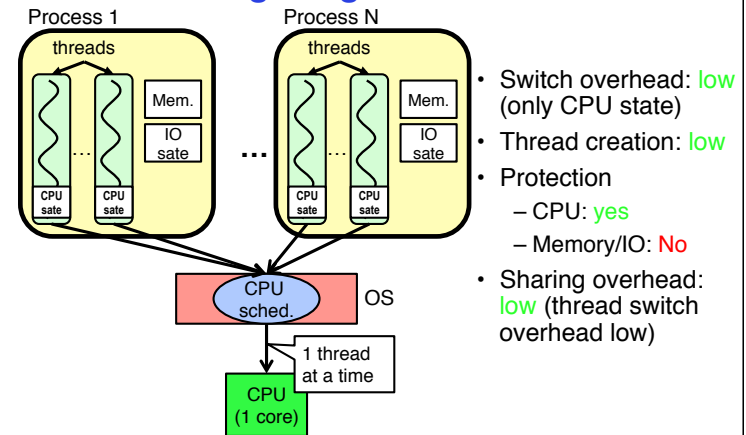 Process 1
threads
Mem.
IO
sate
...
CPU
sate
CPU
sate
...
Process N
threads
Mem.
IO
sate
...
CPU
sate
CPU
sate
CPU
sched.
OS
1 thread
at a time
CPU
(1 core)
• Switch overhead: low
(only CPU state)
• Thread creation: low
• Protection
– CPU: yes
– Memory/IO: No
• Sharing overhead:
low (thread switch
overhead low)